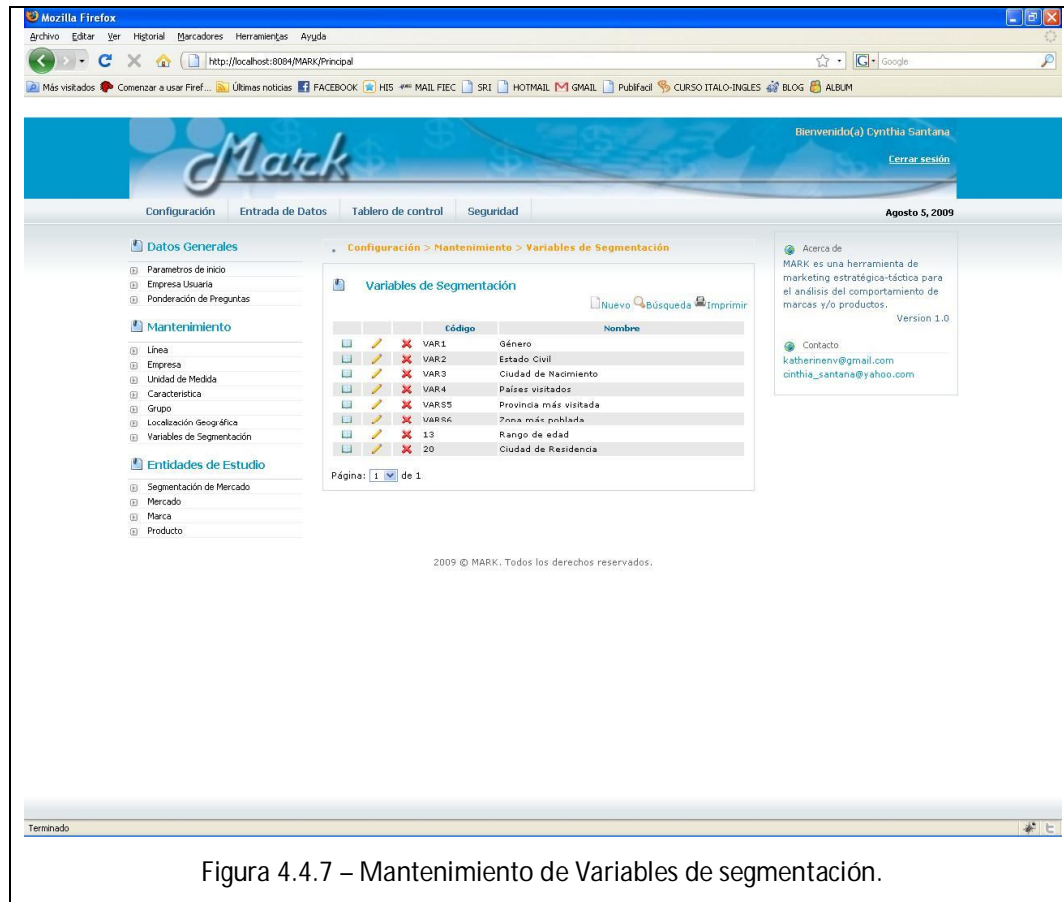 Mozilla Firefox
Archivo Editar Ver Historial Marcadores Herramientas Ayuda
http://localhost:8084/MARK/Principal
Google
Más visitados Comenzar a usar Firef... Últimas noticias FACEBOOK HI5 MAIL FIEC SRI HOTMAIL GMAIL Publifacil CURSO ITALO-INGLES BLOG ALBUM
Mark
Bienvenido(a) Cynthia Santana
Cerrar sesión
Configuración Entrada de Datos Tablero de control Seguridad
Agosto 5, 2009
Datos Generales
Parametros de inicio
Empresa Usuaria
Ponderación de Preguntas
Mantenimiento
Línea
Empresa
Unidad de Medida
Caracteristica
Grupo
Localización Geográfica
Variables de Segmentación
Entidades de Estudio
Segmentación de Mercado
Mercado
Marca
Producto
Configuración > Mantenimiento > Variables de Segmentación
Variables de Segmentación
Nuevo Búsqueda Imprimir
Código Nombre
VAR1 Género
VAR2 Estado Civil
VAR3 Ciudad de Nacimiento
VAR4 Países visitados
VARS5 Provincia más visitada
VARS6 Zona más poblada
13 Rango de edad
20 Ciudad de Residencia
Página: 1 de 1
Acerca de
MARK es una herramienta de
marketing estratégica-táctica para
el análisis del comportamiento de
marcas y/o productos.
Version 1.0
Contacto
katherinenv@gmail.com
cinthia_santana@yahoo.com
2009 © MARK. Todos los derechos reservados.
Terminado
Figura 4.4.7 – Mantenimiento de Variables de segmentación.